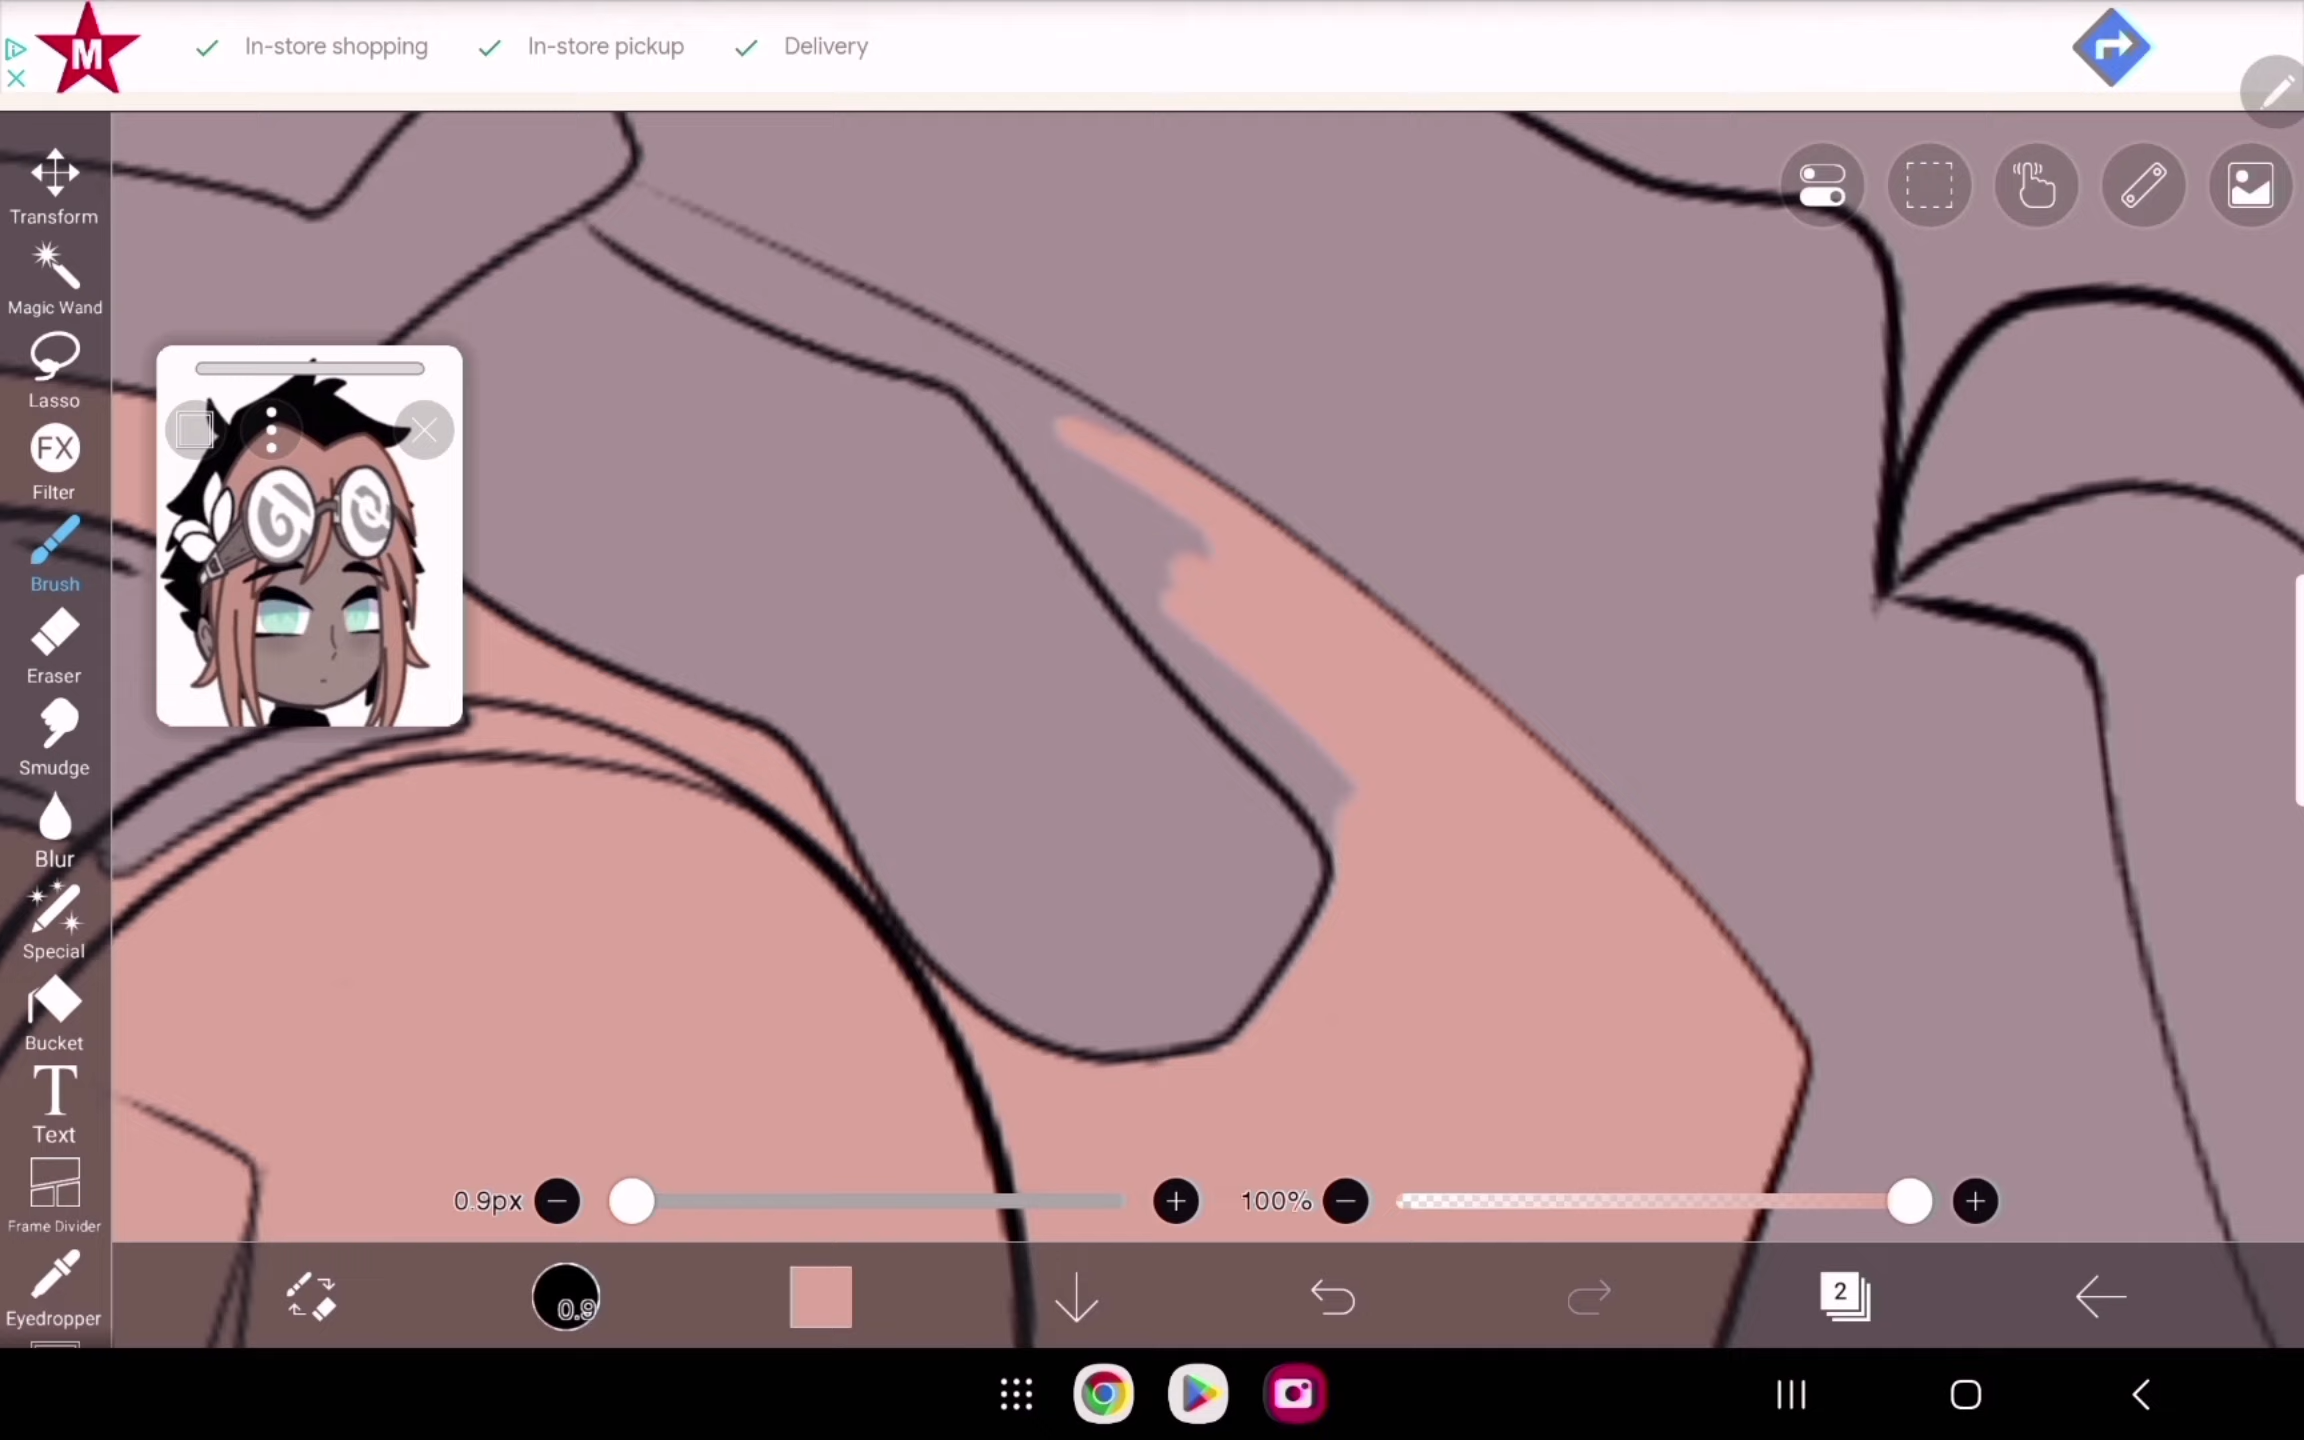 M
In-store shopping
In-store pickup
Delivery
Transform
Magic Wand
Lasso
FX
Filter
Brush
Eraser
Smudge
Blur
Special
Bucket
T
Text
Frame Divider
Eyedropper
0.9px
100%
0.9
2